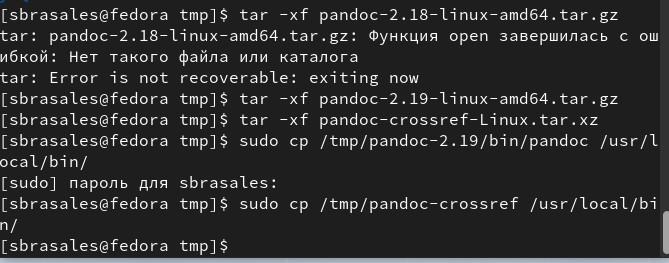 [sbrasales@fedora tmp]$ tar -xf pandoc-2.18-linux-amd64.tar.gz
tar: pandoc-2.18-linux-amd64.tar.gz: Функция open завершилась с ош
ибкой: Нет такого файла или каталога
tar: Error is not recoverable: exiting now
[sbrasales@fedora tmp]$ tar -xf pandoc-2.19-linux-amd64.tar.gz
[sbrasales@fedora tmp]$ tar -xf pandoc-crossref-Linux.tar.xz
[sbrasales@fedora tmp]$ sudo cp /tmp/pandoc-2.19/bin/pandoc /usr/l
ocal/bin/
[sudo] пароль для sbrasales:
[sbrasales@fedora tmp]$ sudo cp /tmp/pandoc-crossref /usr/local/bi
n/
[sbrasales@fedora tmp]$